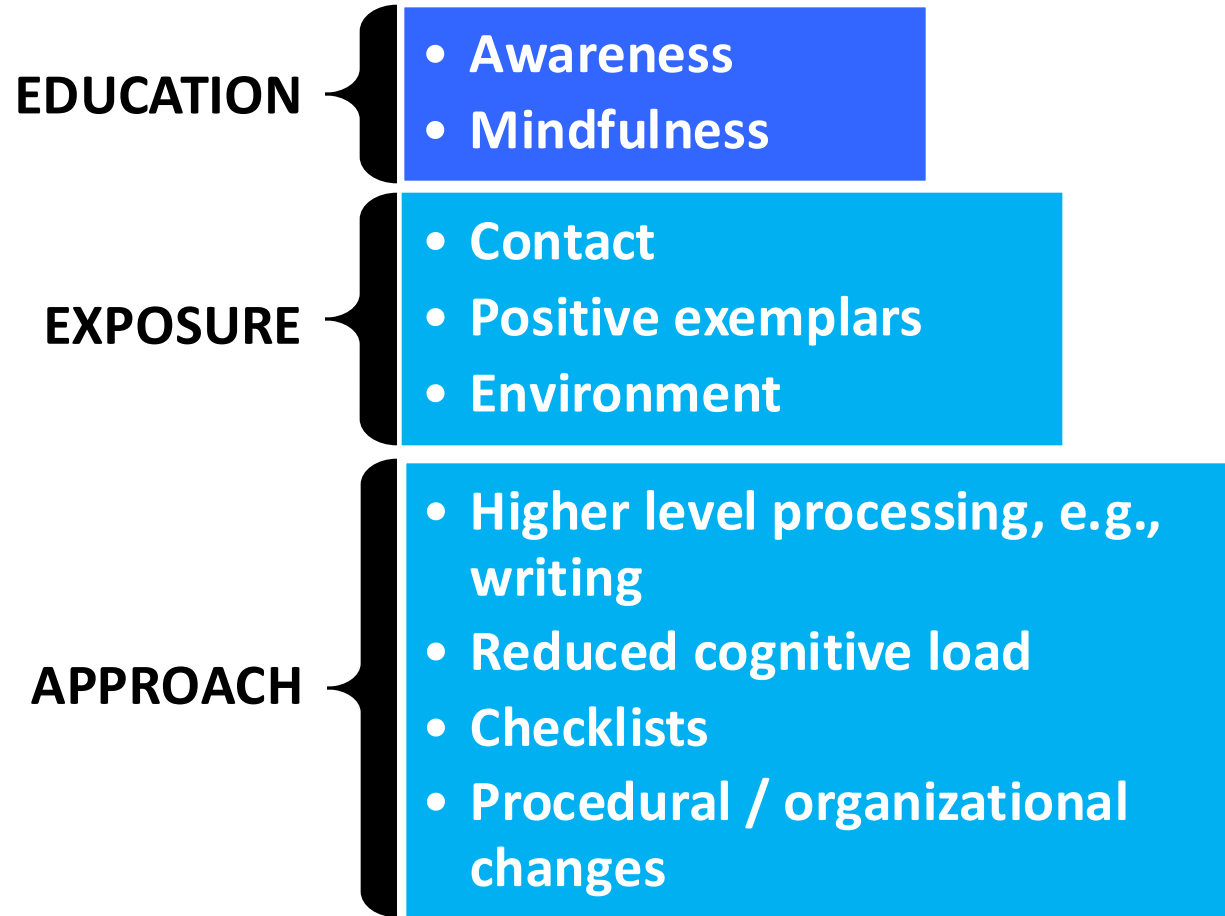 EDUCATION
• Awareness
• Mindfulness
EXPOSURE
• Contact
• Positive exemplars
• Environment
APPROACH
• Higher level processing, e.g.,
writing
• Reduced cognitive load
• Checklists
• Procedural / organizational
changes